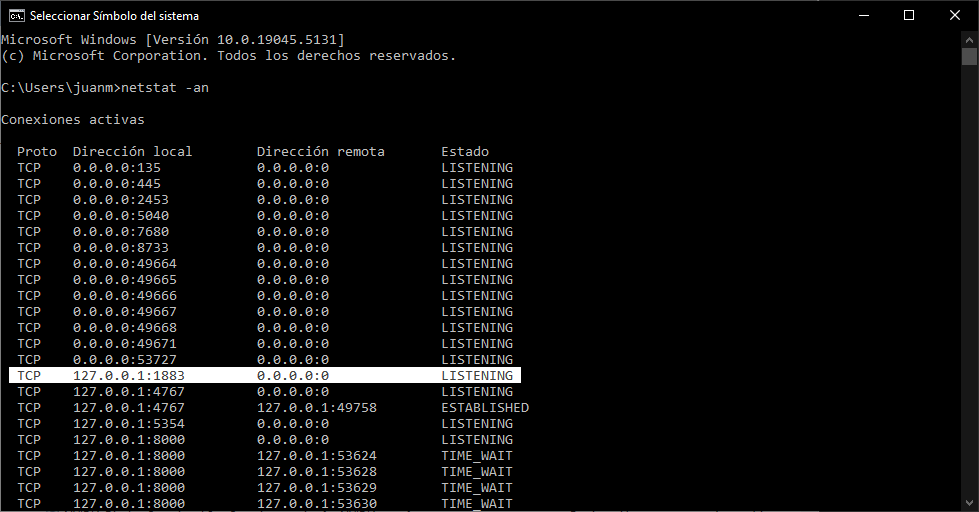 Seleccionar Símbolo del sistema
Microsoft Windows [Versión 10.0.19045.5131]
(c) Microsoft Corporation. Todos los derechos reservados.
C:\Users\juanm>netstat -an
Conexiones activas
Proto  Dirección local        Dirección remota       Estado
TCP    0.0.0.0:135            0.0.0.0:0              LISTENING
TCP    0.0.0.0:445            0.0.0.0:0              LISTENING
TCP    0.0.0.0:2453           0.0.0.0:0              LISTENING
TCP    0.0.0.0:5040           0.0.0.0:0              LISTENING
TCP    0.0.0.0:7680           0.0.0.0:0              LISTENING
TCP    0.0.0.0:8733           0.0.0.0:0              LISTENING
TCP    0.0.0.0:49664          0.0.0.0:0              LISTENING
TCP    0.0.0.0:49665          0.0.0.0:0              LISTENING
TCP    0.0.0.0:49666          0.0.0.0:0              LISTENING
TCP    0.0.0.0:49667          0.0.0.0:0              LISTENING
TCP    0.0.0.0:49668          0.0.0.0:0              LISTENING
TCP    0.0.0.0:49671          0.0.0.0:0              LISTENING
TCP    0.0.0.0:53727          0.0.0.0:0              LISTENING
TCP    127.0.0.1:1883         0.0.0.0:0              LISTENING
TCP    127.0.0.1:4767         0.0.0.0:0              LISTENING
TCP    127.0.0.1:4767         127.0.0.1:49758        ESTABLISHED
TCP    127.0.0.1:5354         0.0.0.0:0              LISTENING
TCP    127.0.0.1:8000         0.0.0.0:0              LISTENING
TCP    127.0.0.1:8000         127.0.0.1:53624        TIME_WAIT
TCP    127.0.0.1:8000         127.0.0.1:53628        TIME_WAIT
TCP    127.0.0.1:8000         127.0.0.1:53629        TIME_WAIT
TCP    127.0.0.1:8000         127.0.0.1:53630        TIME_WAIT